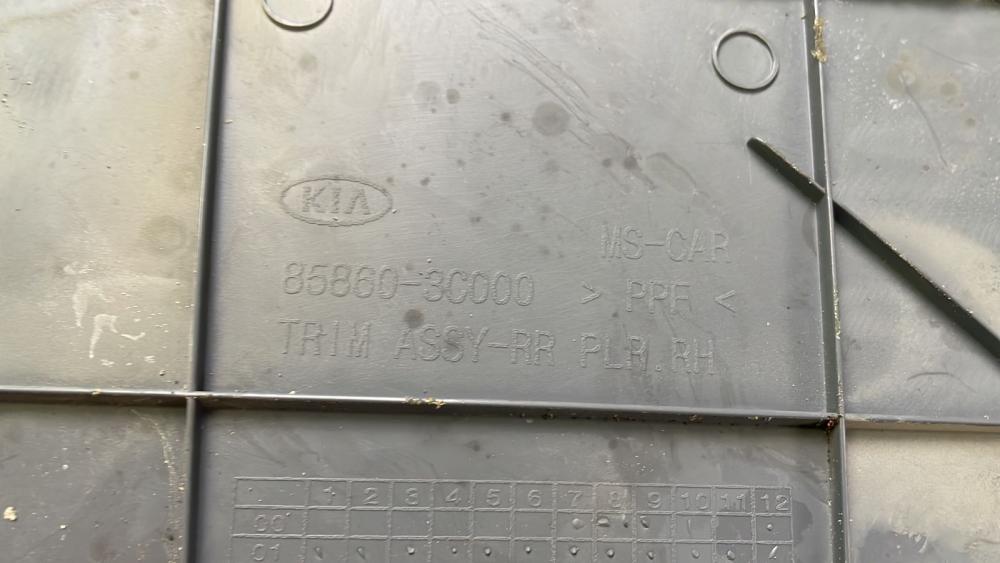 KIA
MS-CAR
85860-3C000 > PPF <
TRIM ASSY-RR PLR.RH
1 2 3 4 5 6 7 8 9 10 11 12
00
01